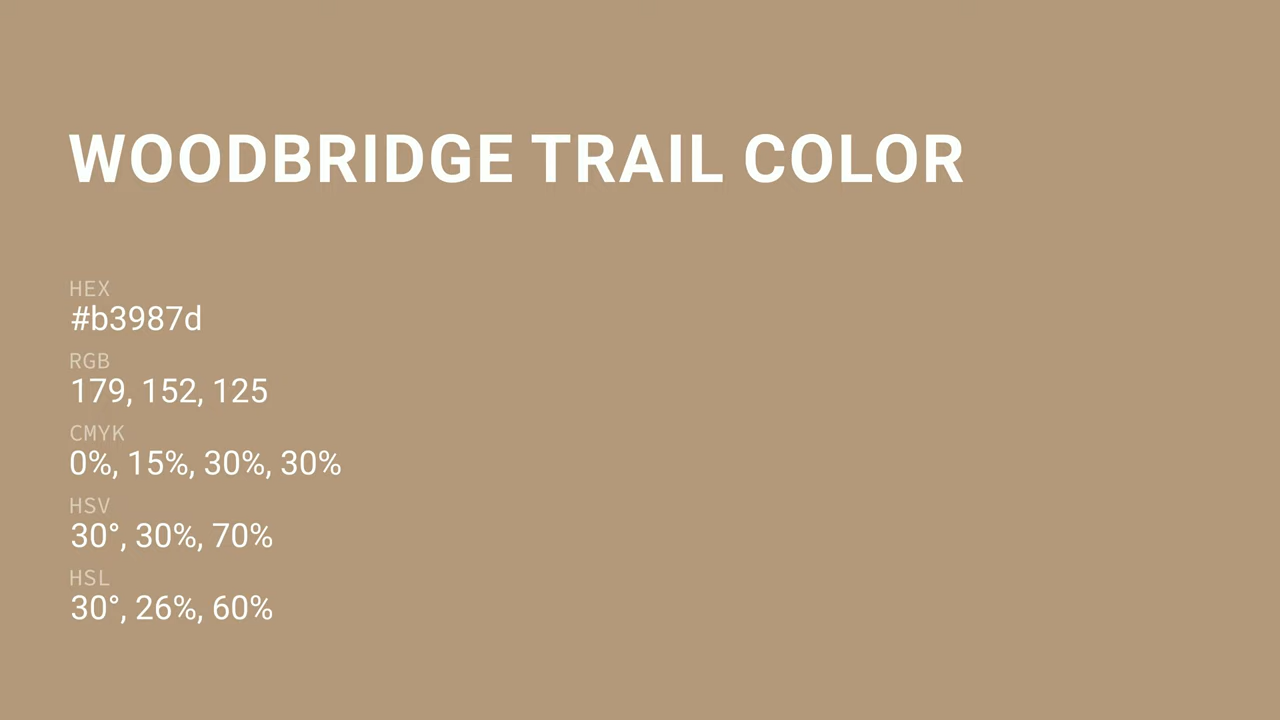 WOODBRIDGE TRAIL COLOR
HEX
#b3987d
RGB
179, 152, 125
CMYK
0%, 15%, 30%, 30%
HSV
30°, 30%, 70%
HSL
30°, 26%, 60%